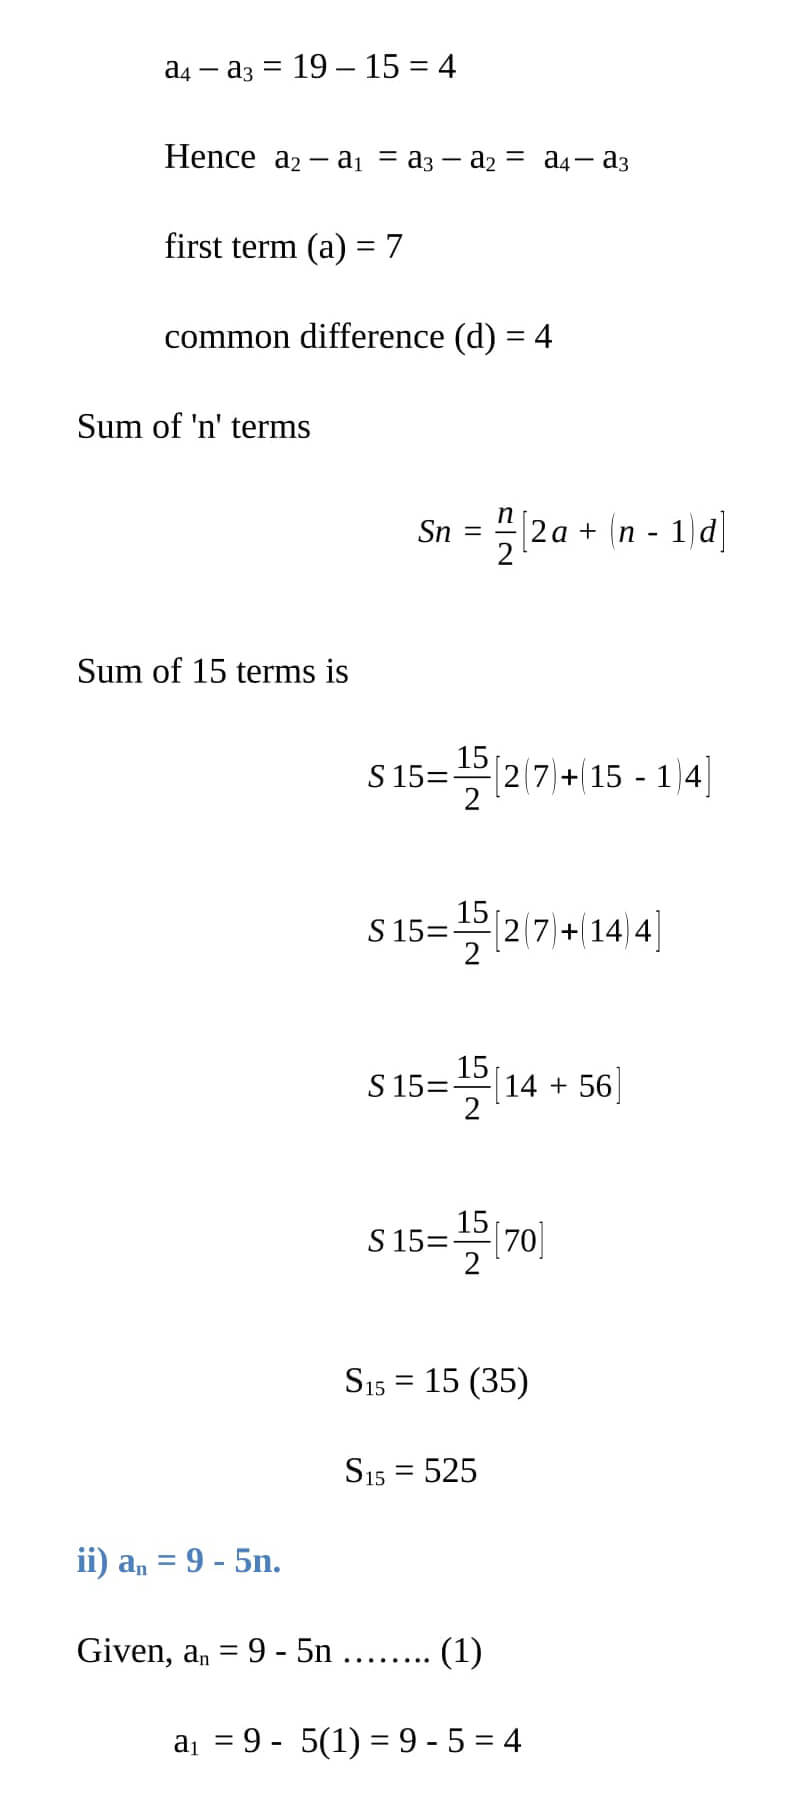 a₄ – a₃ = 19 – 15 = 4
Hence a₂ – a₁ = a₃ – a₂ = a₄ – a₃
first term (a) = 7
common difference (d) = 4
Sum of 'n' terms
Sn = n/2 [2a + (n - 1)d]
Sum of 15 terms is
S 15 = 15/2 [2(7)+(15 - 1)4]
S 15 = 15/2 [2(7)+(14)4]
S 15 = 15/2 [14 + 56]
S 15 = 15/2 [70]
S₁₅ = 15 (35)
S₁₅ = 525
ii) aₙ = 9 - 5n.
Given, aₙ = 9 - 5n …….. (1)
a₁ = 9 - 5(1) = 9 - 5 = 4